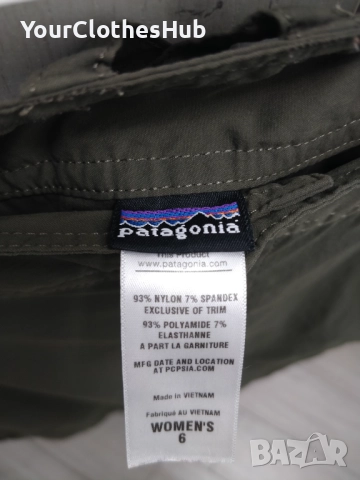 YourClothesHub
patagonia
This Product
www.patagonia.com
93% NYLON 7% SPANDEX
EXCLUSIVE OF TRIM
93% POLYAMIDE 7%
ELASTHANNE
A PART LA GARNITURE
MFG DATE AND LOCATION
AT PCPSIA.COM
Made in VIETNAM
Fabriqué AU VIETNAM
WOMEN'S
6
BAZAR